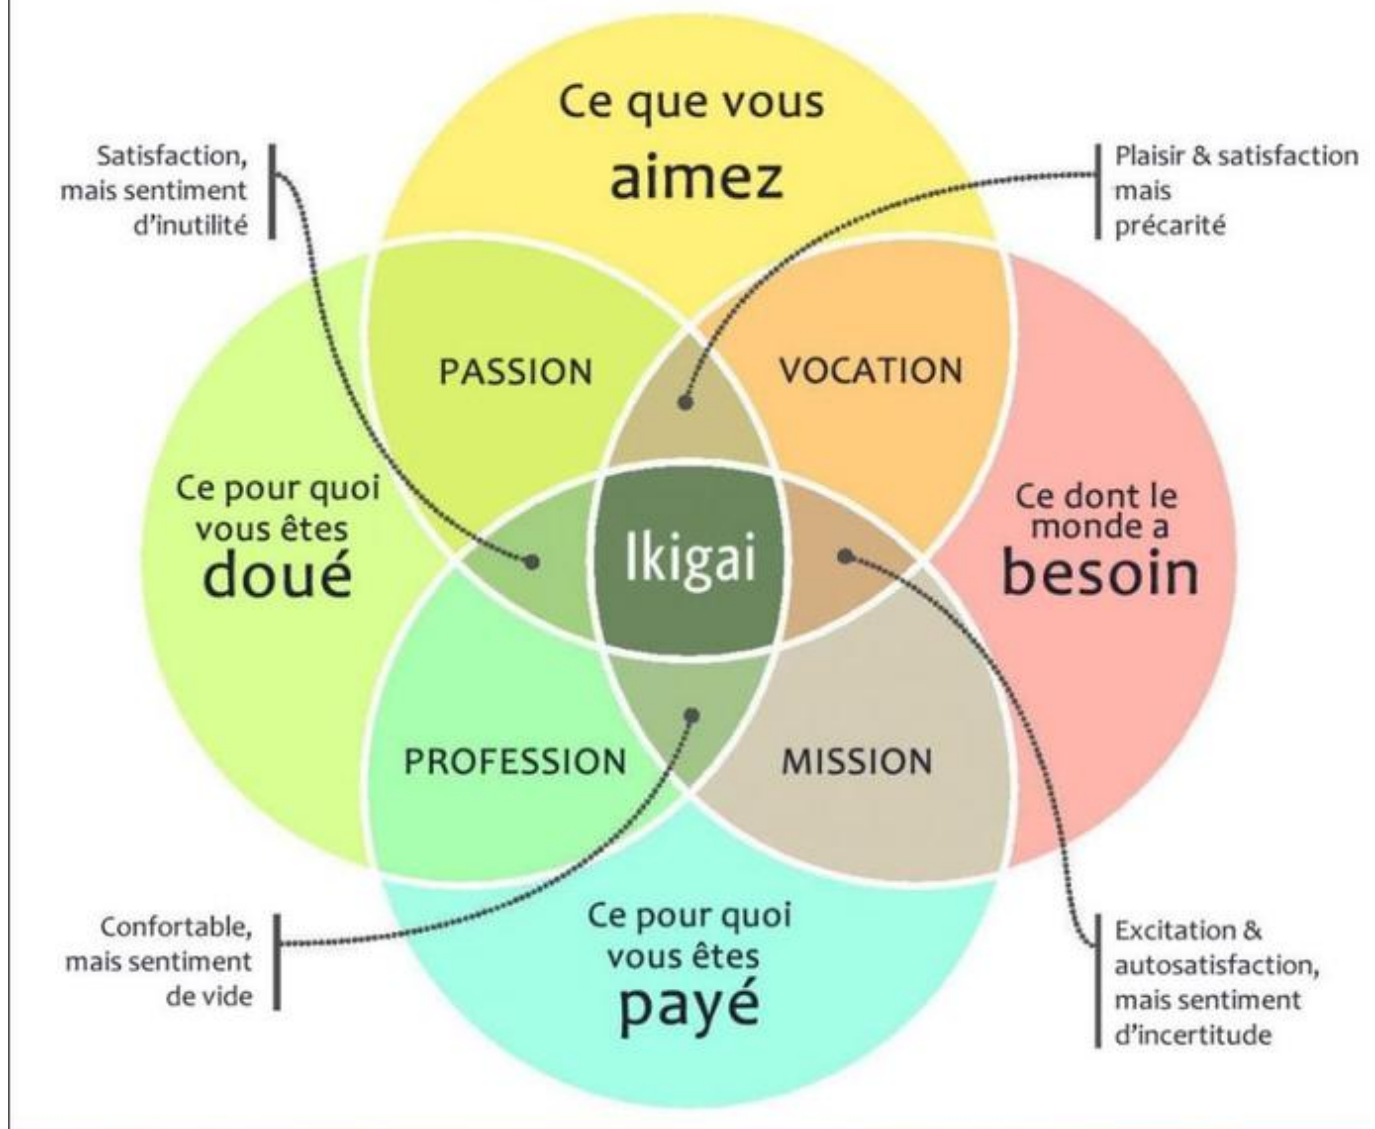 Ce que vous
aimez
Satisfaction,
mais sentiment
d'inutilité
Plaisir & satisfaction
mais
précarité
PASSION
VOCATION
Ce pour quoi
vous êtes
doué
Ikigai
Ce dont le
monde a
besoin
PROFESSION
MISSION
Ce pour quoi
vous êtes
payé
Confortable,
mais sentiment
de vide
Excitation &
autosatisfaction,
mais sentiment
d'incertitude